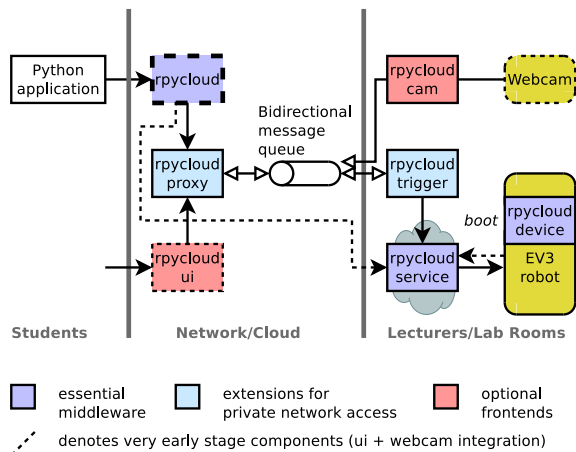 Python
application
rpycloud
rpycloud
cam
Webcam
Bidirectional
message
queue
rpycloud
proxy
rpycloud
trigger
boot
rpycloud
device
rpycloud
ui
rpycloud
service
EV3
robot
Students
Network/Cloud
Lecturers/Lab Rooms
essential
middleware
extensions for
private network access
optional
frontends
denotes very early stage components (ui + webcam integration)